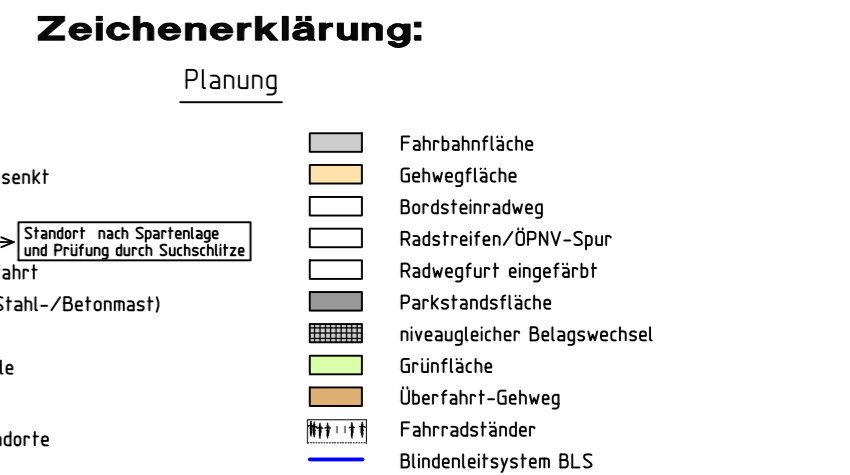 Zeichenerklärung:
Planung
senkt
Standort nach Spartenlage
und Prüfung durch Suchschlitze
ahrt
Stahl-/Betonmast)
le
dorte
Fahrbahnfläche
Gehwegfläche
Bordsteinradweg
Radstreifen/ÖPNV-Spur
Radwegfurt eingefärbt
Parkstandsfläche
niveaugleicher Belagswechsel
Grünfläche
Überfahrt-Gehweg
Fahrradständer
Blindenleitsystem BLS